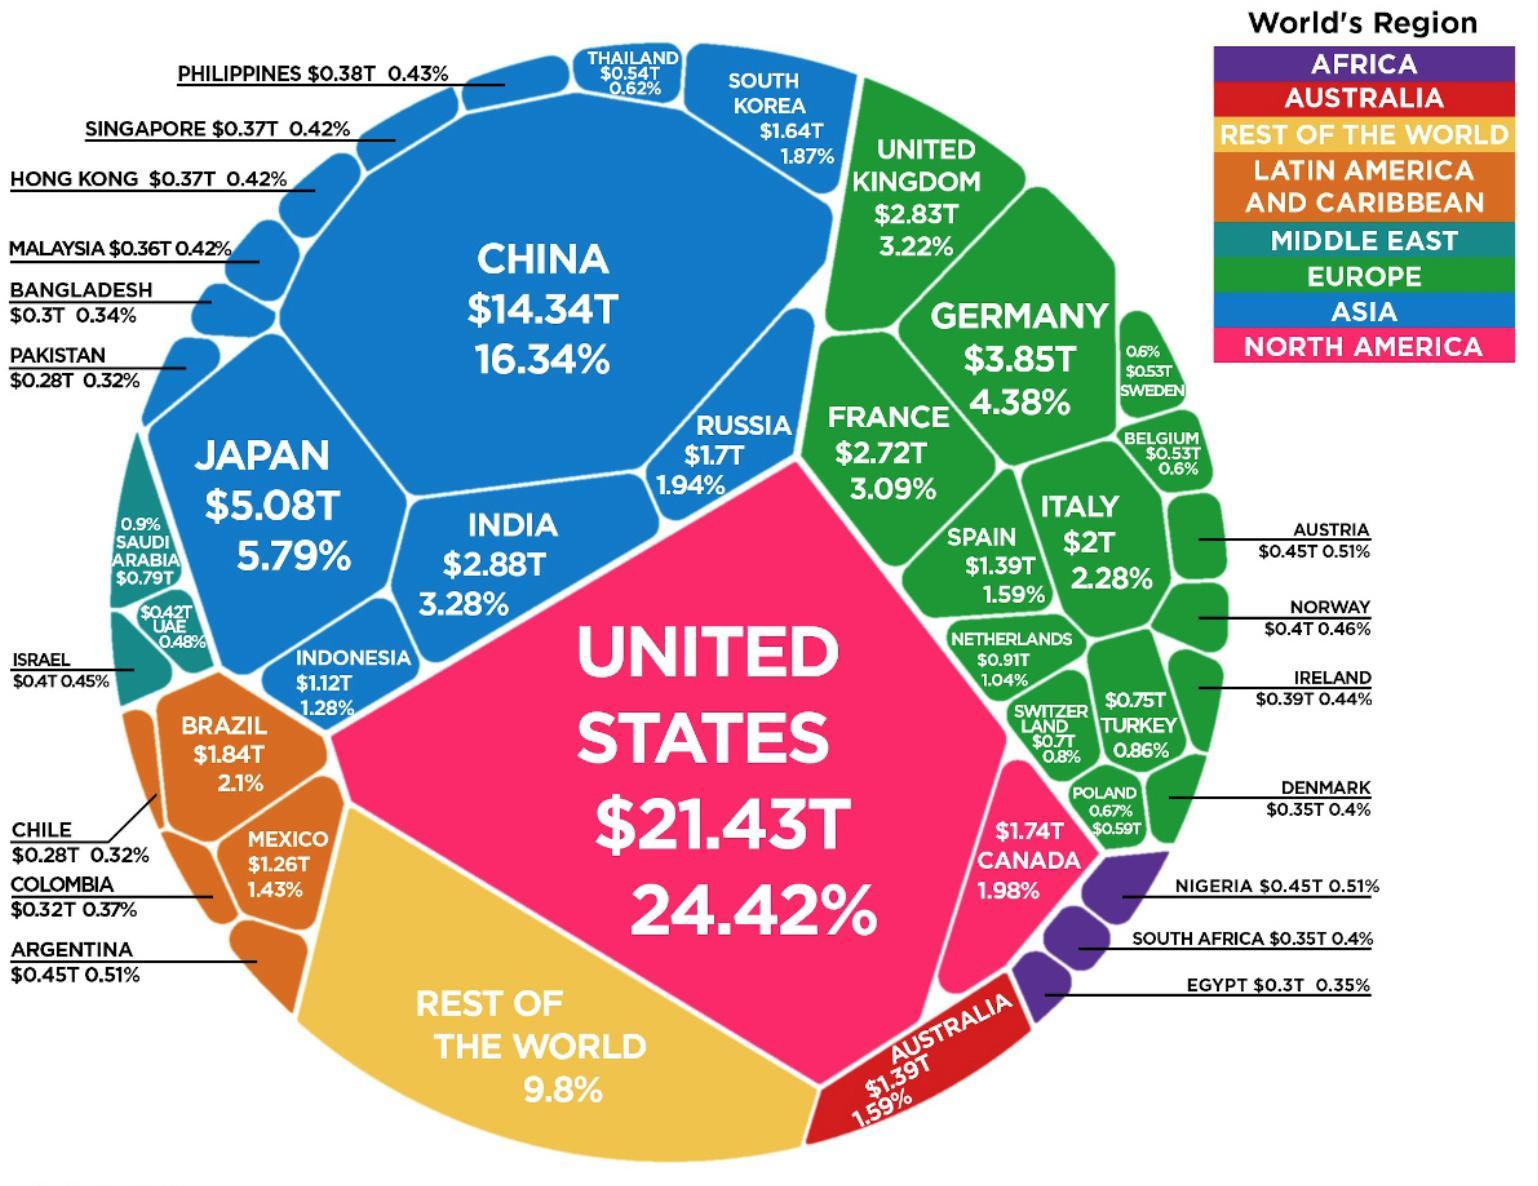 World's Region
AFRICA
AUSTRALIA
REST OF THE WORLD
LATIN AMERICA
AND CARIBBEAN
MIDDLE EAST
EUROPE
ASIA
NORTH AMERICA
PHILIPPINES $0.38T 0.43%
SINGAPORE $0.37T 0.42%
HONG KONG $0.37T 0.42%
MALAYSIA $0.36T 0.42%
BANGLADESH
$0.3T 0.34%
PAKISTAN
$0.28T 0.32%
THAILAND
$0.54T
0.62%
SOUTH
KOREA
$1.64T
1.87%
CHINA
$14.34T
16.34%
JAPAN
$5.08T
5.79%
INDIA
$2.88T
3.28%
RUSSIA
$1.7T
1.94%
INDONESIA
$1.12T
1.28%
UNITED
KINGDOM
$2.83T
3.22%
GERMANY
$3.85T
4.38%
FRANCE
$2.72T
3.09%
0.6%
$0.53T
SWEDEN
BELGIUM
$0.53T
0.6%
ITALY
$2T
2.28%
SPAIN
$1.39T
1.59%
AUSTRIA
$0.45T 0.51%
NORWAY
$0.4T 0.46%
IRELAND
$0.39T 0.44%
NETHERLANDS
$0.91T
1.04%
SWITZER
LAND
$0.7T
0.8%
$0.75T
TURKEY
0.86%
POLAND
0.67%
$0.59T
DENMARK
$0.35T 0.4%
0.9%
SAUDI
ARABIA
$0.79T
$0.42T
UAE
0.48%
ISRAEL
$0.4T 0.45%
BRAZIL
$1.84T
2.1%
MEXICO
$1.26T
1.43%
CHILE
$0.28T 0.32%
COLOMBIA
$0.32T 0.37%
ARGENTINA
$0.45T 0.51%
UNITED
STATES
$21.43T
24.42%
$1.74T
CANADA
1.98%
NIGERIA $0.45T 0.51%
SOUTH AFRICA $0.35T 0.4%
EGYPT $0.3T 0.35%
REST OF
THE WORLD
9.8%
AUSTRALIA
$1.39T
1.59%